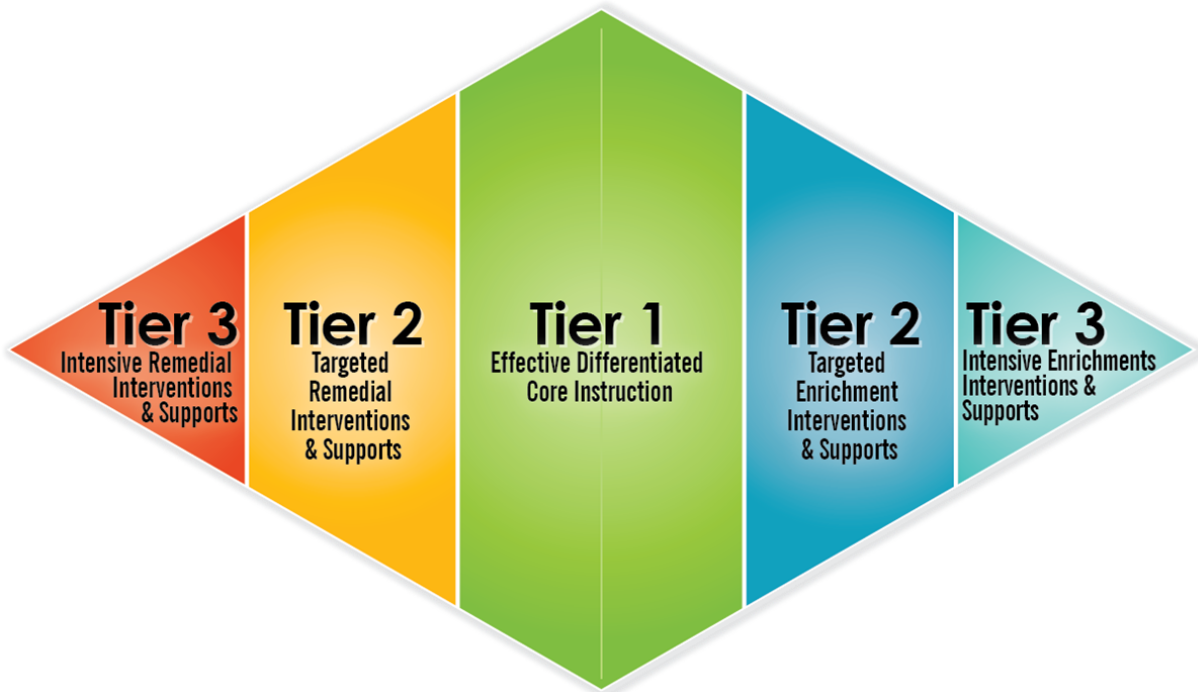 Tier 3
Intensive Remedial
Interventions
& Supports
Tier 2
Targeted
Remedial
Interventions
& Supports
Tier 1
Effective Differentiated
Core Instruction
Tier 2
Targeted
Enrichment
Interventions
& Supports
Tier 3
Intensive Enrichments
Interventions &
Supports